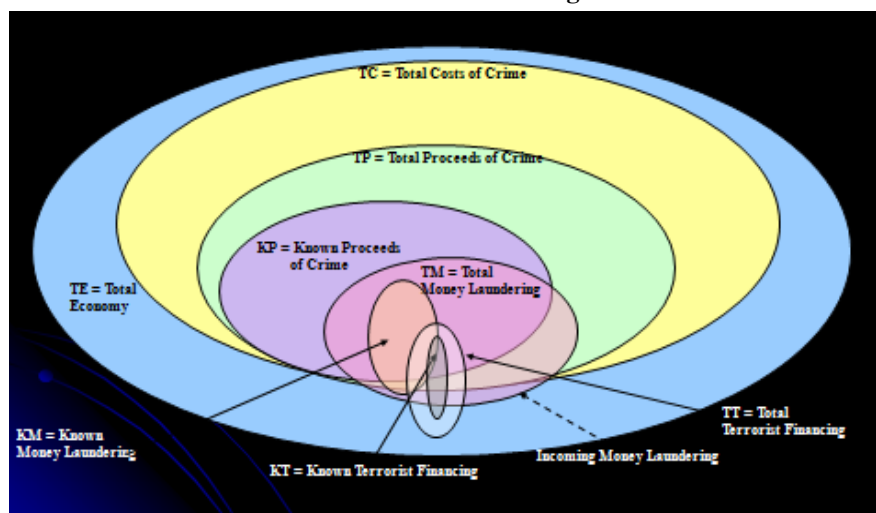 TC = Total Costs of Crime
TP = Total Proceeds of Crime
KP = Known Proceeds
of Crime
TM = Total
Money Laundering
TE = Total
Economy
TT = Total
Terrorist Financing
KM = Known
Money Laundering
Incoming Money Laundering
KT = Known Terrorist Financing